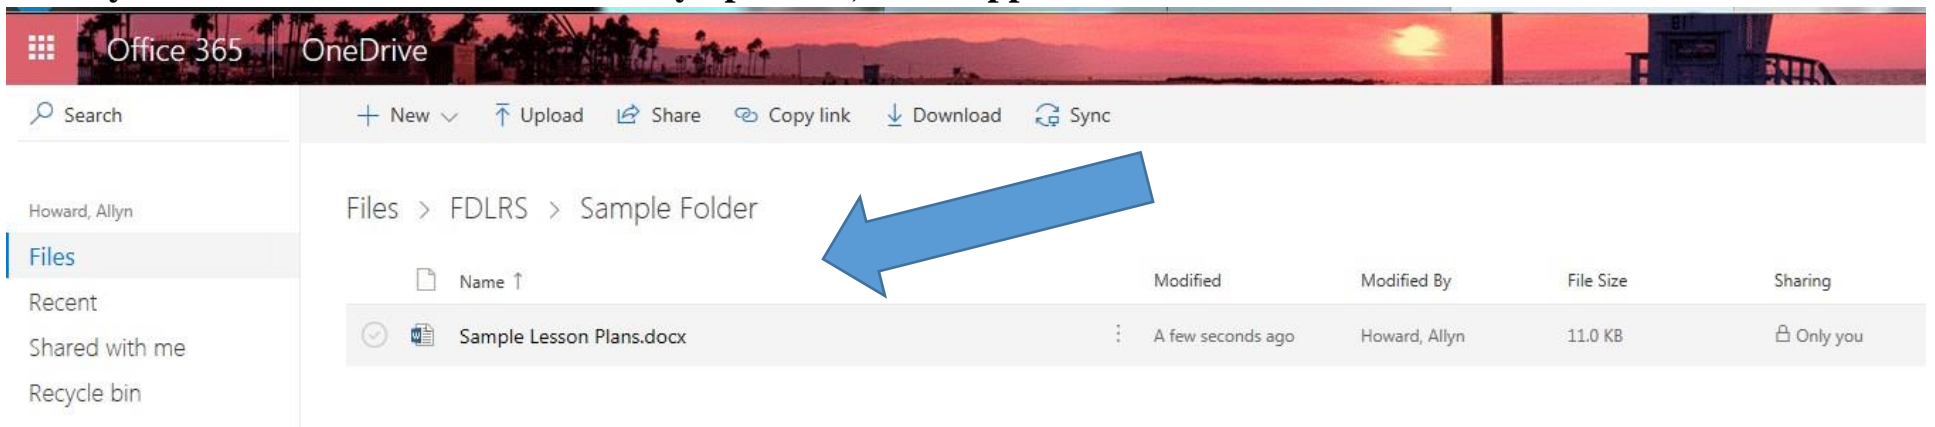 Office 365 OneDrive
Search
New Upload Share Copy link Download Sync
Howard, Allyn
Files
Recent
Shared with me
Recycle bin
Files > FDLRS > Sample Folder
Name ↑ Modified Modified By File Size Sharing
Sample Lesson Plans.docx A few seconds ago Howard, Allyn 11.0 KB Only you